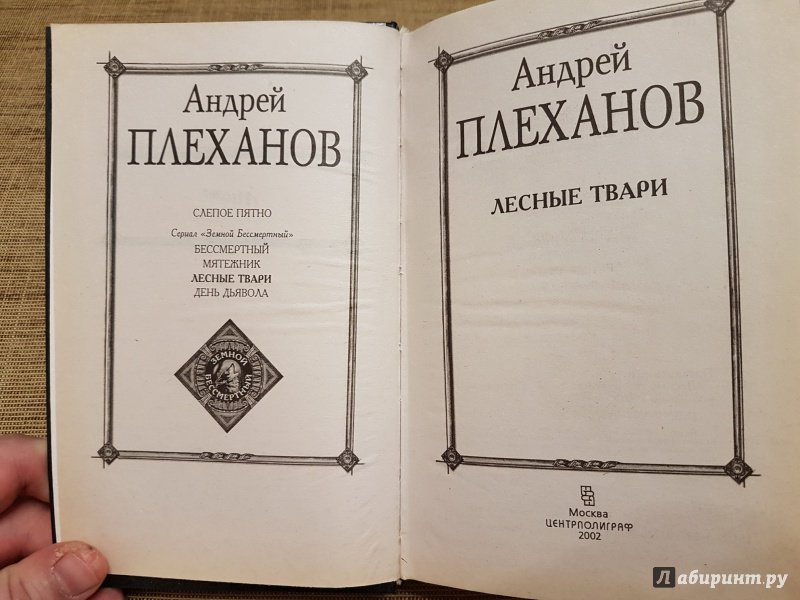 Андрей
ПЛЕХАНОВ
СЛЕПОЕ ПЯТНО
Сериал «Земной Бессмертный»
БЕССМЕРТНЫЙ
МЯТЕЖНИК
ЛЕСНЫЕ ТВАРИ
ДЕНЬ ДЬЯВОЛА
ЗЕМНОЙ
БЕССМЕРТНЫЙ
Андрей
ПЛЕХАНОВ
ЛЕСНЫЕ ТВАРИ
Москва
ЦЕНТРПОЛИГРАФ
2002
Лабиринт.ру